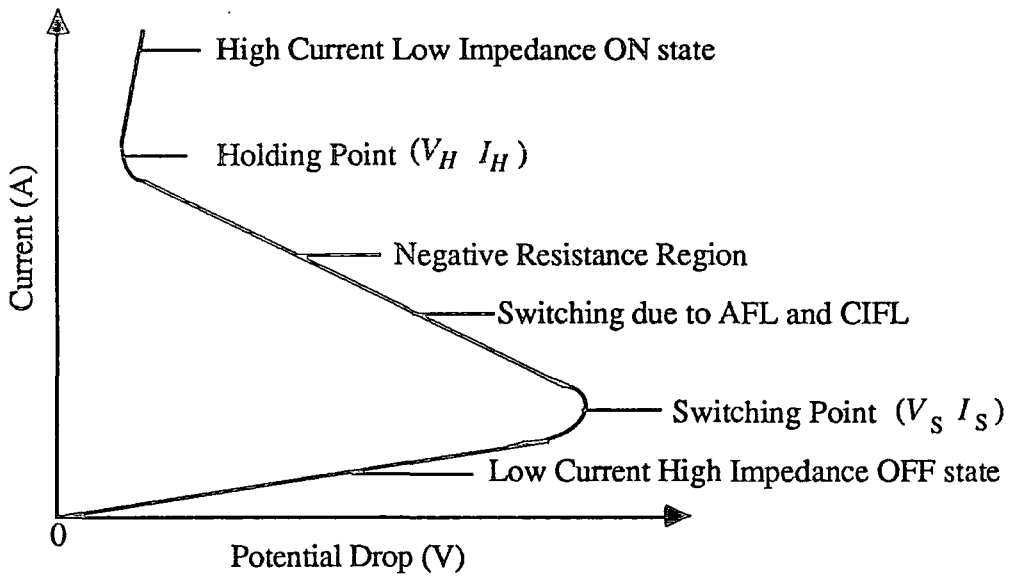 High Current Low Impedance ON state
Holding Point (V_H I_H)
Current (A)
Negative Resistance Region
Switching due to AFL and CIFL
Switching Point (V_S I_S)
Low Current High Impedance OFF state
0
Potential Drop (V)